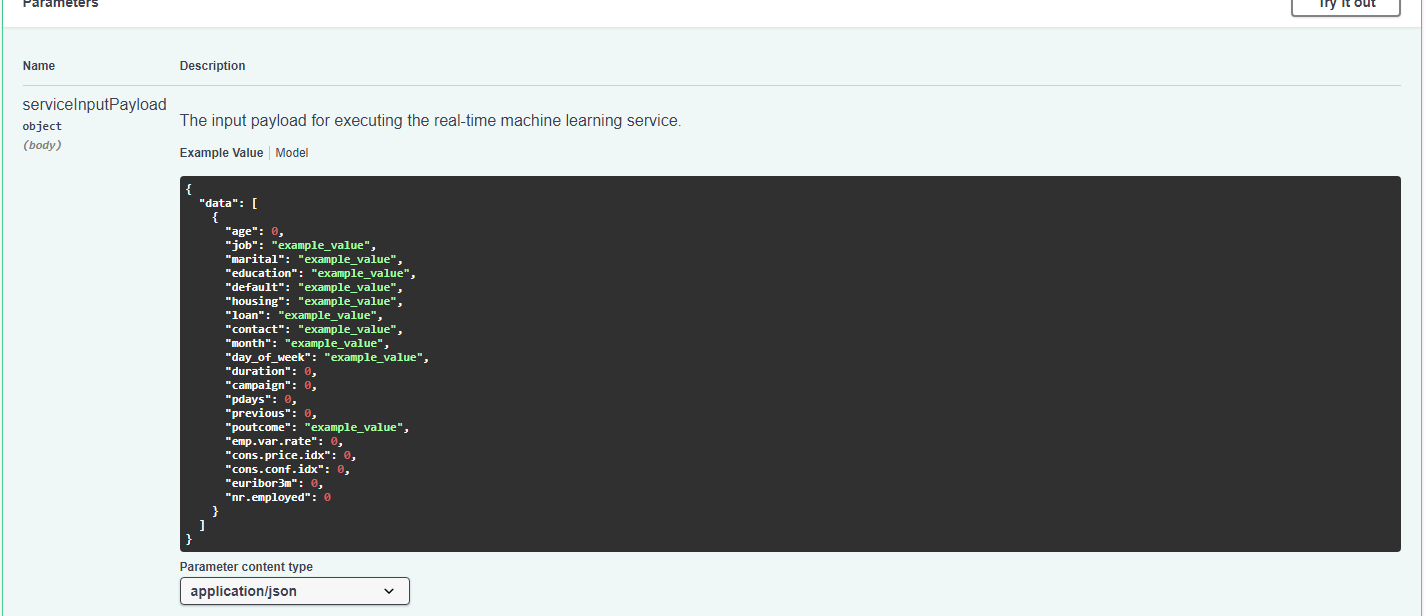 Parameters
Try it out
Name Description
serviceInputPayload
object
(body)
The input payload for executing the real-time machine learning service.
Example Value Model
{
  "data": [
    {
      "age": 0,
      "job": "example_value",
      "marital": "example_value",
      "education": "example_value",
      "default": "example_value",
      "housing": "example_value",
      "loan": "example_value",
      "contact": "example_value",
      "month": "example_value",
      "day_of_week": "example_value",
      "duration": 0,
      "campaign": 0,
      "pdays": 0,
      "previous": 0,
      "poutcome": "example_value",
      "emp.var.rate": 0,
      "cons.price.idx": 0,
      "cons.conf.idx": 0,
      "euribor3m": 0,
      "nr.employed": 0
    }
  ]
}
Parameter content type
application/json